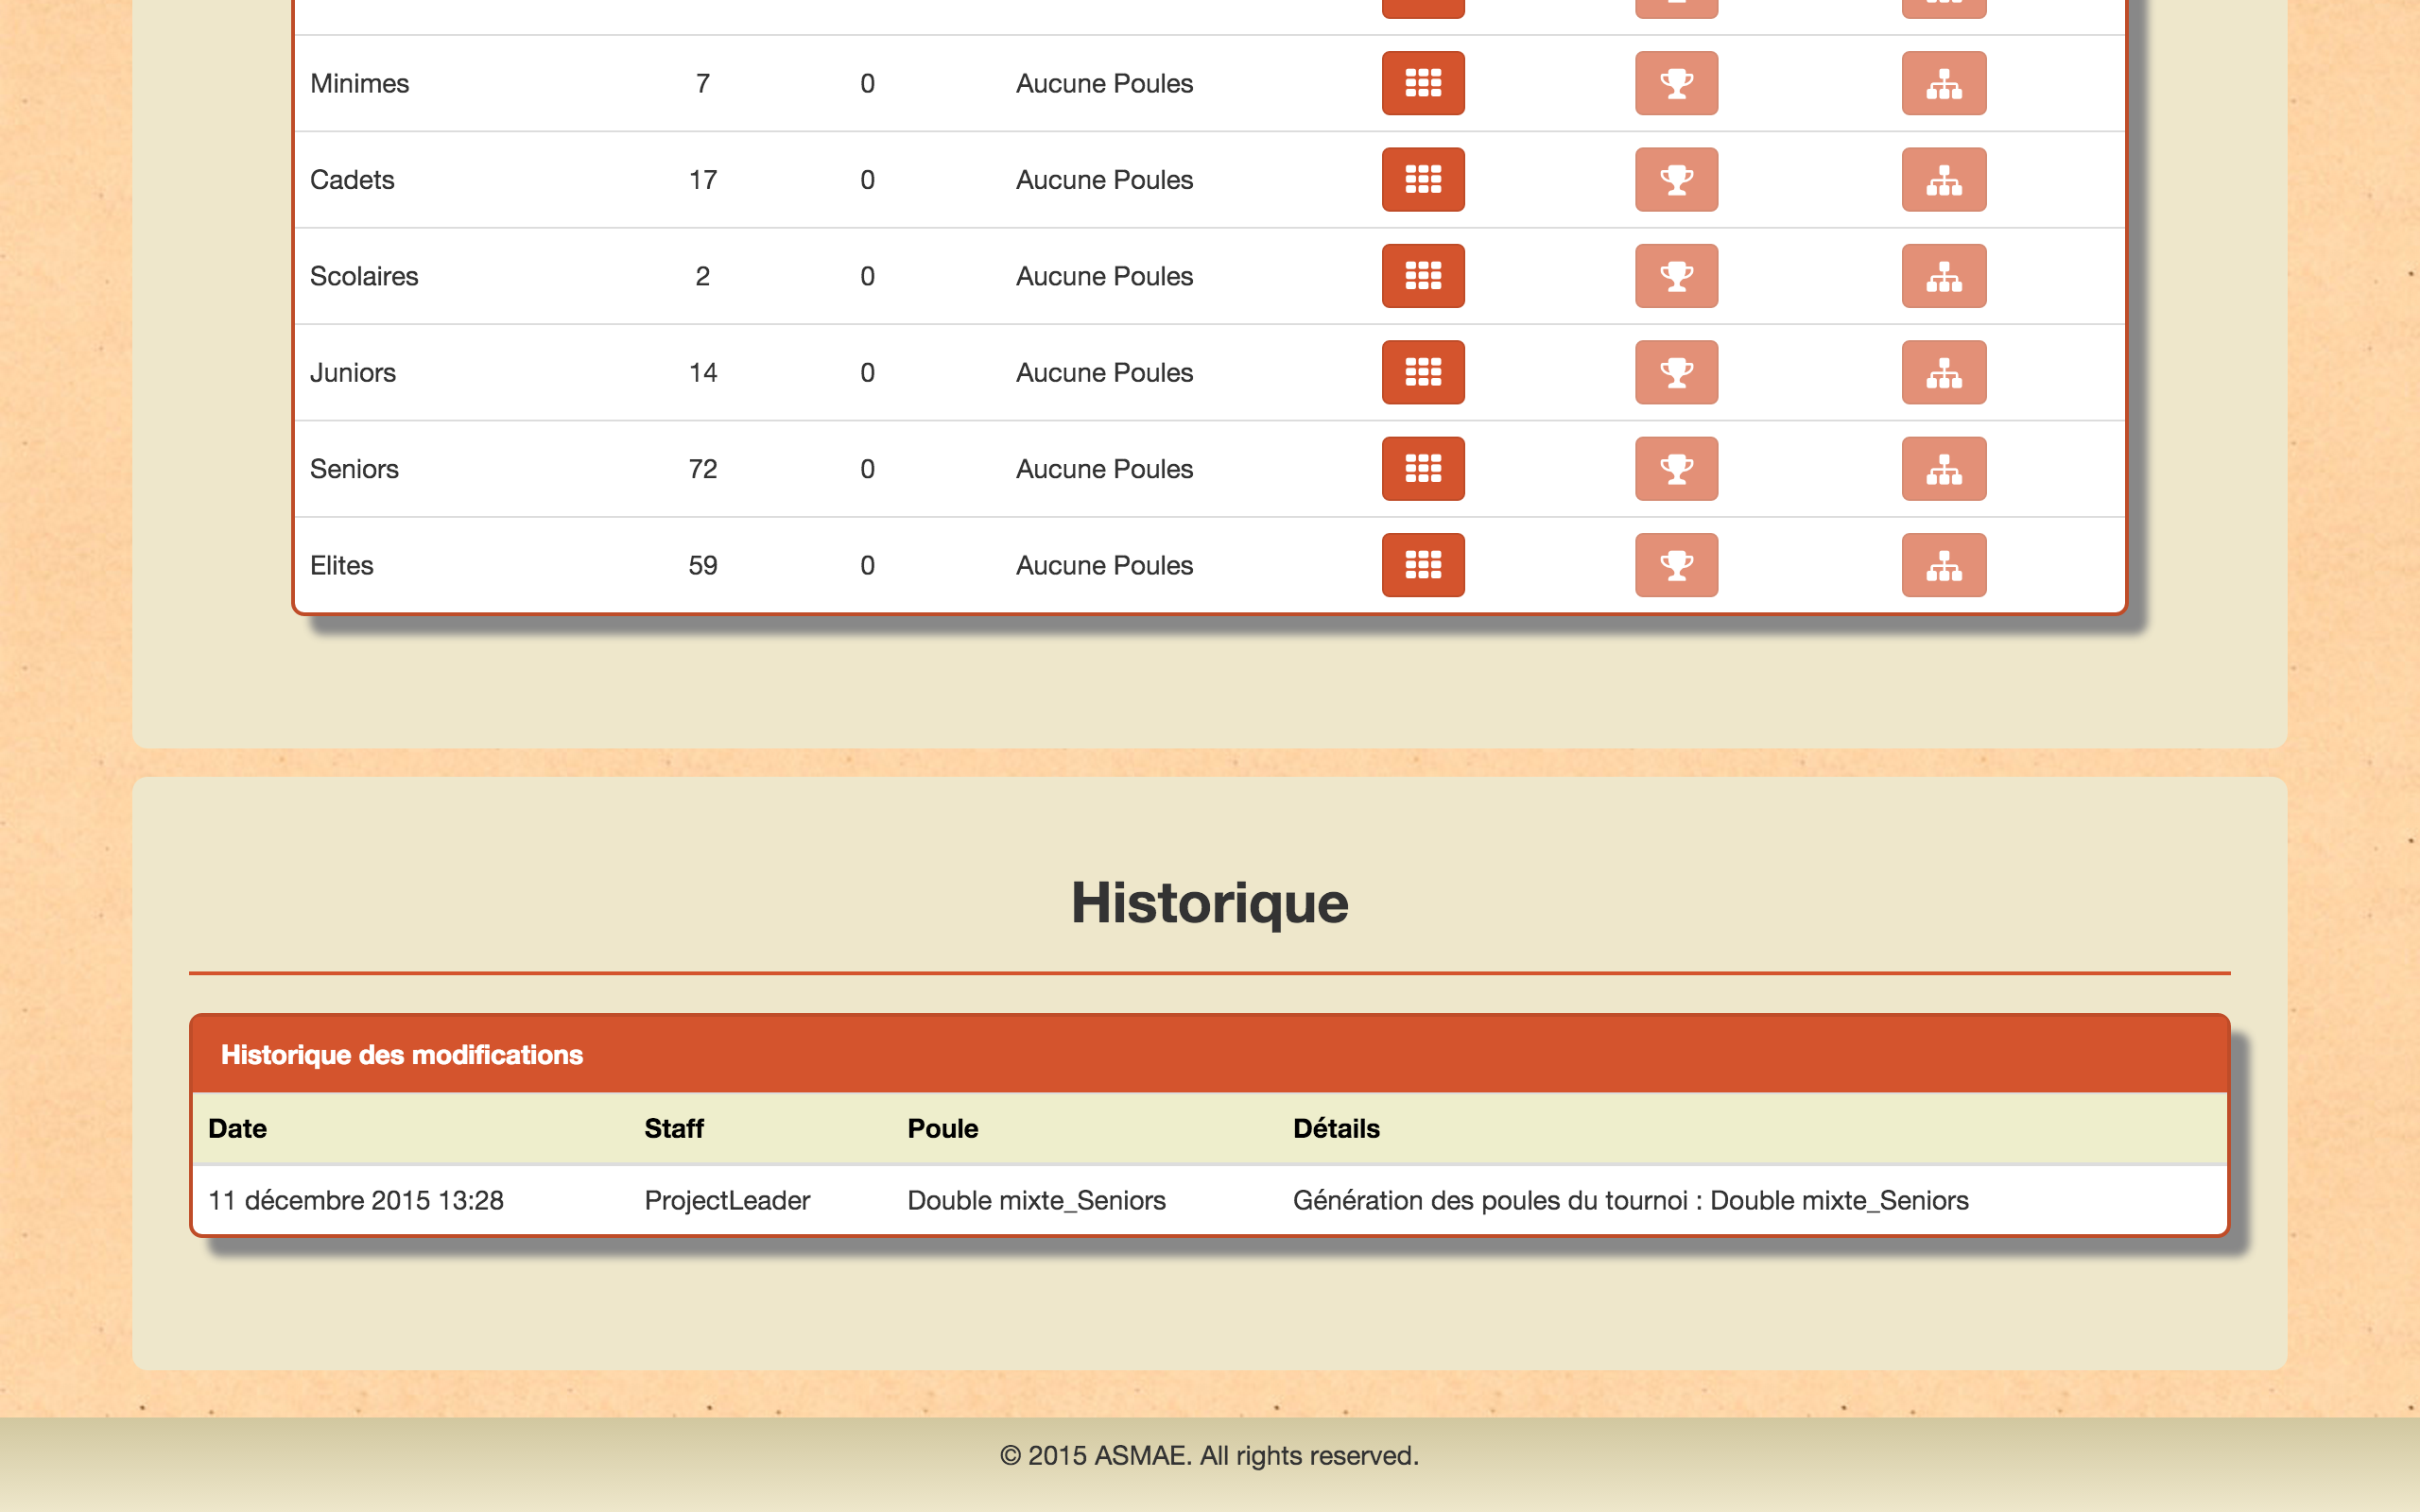 Minimes 7 0 Aucune Poules
Cadets 17 0 Aucune Poules
Scolaires 2 0 Aucune Poules
Juniors 14 0 Aucune Poules
Seniors 72 0 Aucune Poules
Elites 59 0 Aucune Poules
Historique
Historique des modifications
Date Staff Poule Détails
11 décembre 2015 13:28 ProjectLeader Double mixte_Seniors Génération des poules du tournoi : Double mixte_Seniors
© 2015 ASMAE. All rights reserved.